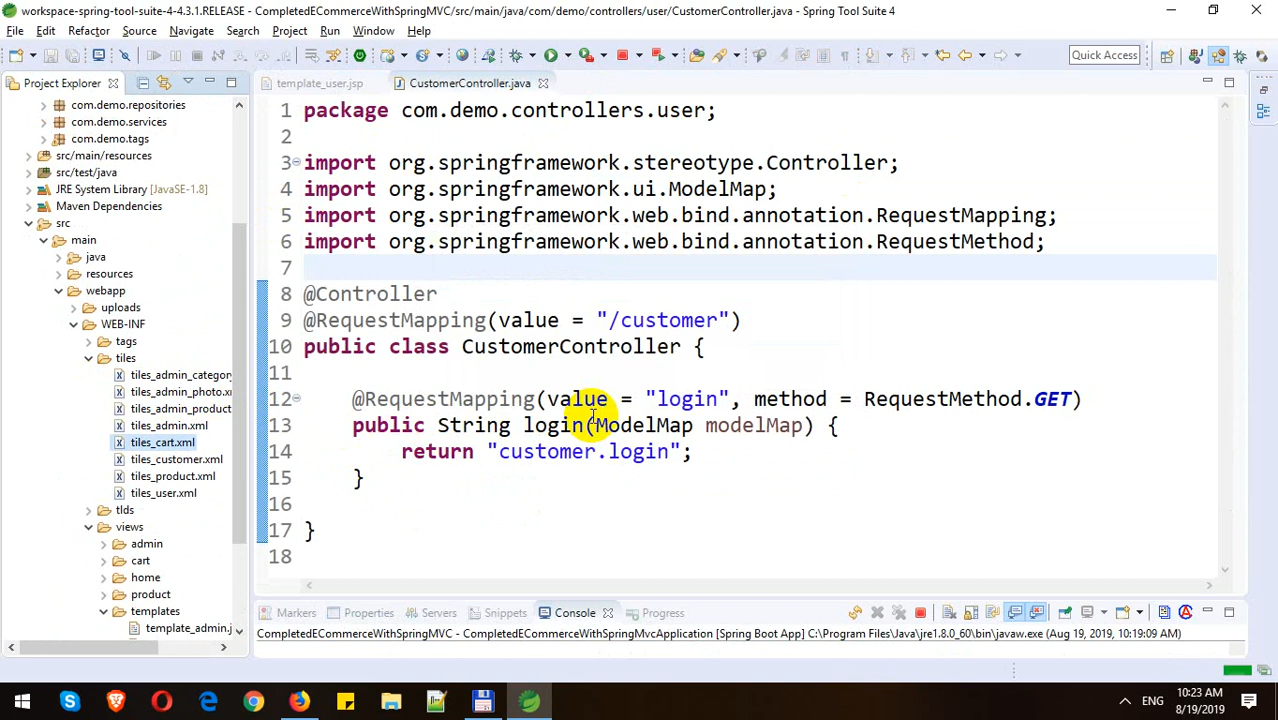 workspace-spring-tool-suite-4-4.3.1.RELEASE - CompletedECommerceWithSpringMVC/src/main/java/com/demo/controllers/user/CustomerController.java - Spring Tool Suite 4
File Edit Refactor Source Navigate Search Project Run Window Help
Quick Access
Project Explorer
template_user.jsp
CustomerController.java
com.demo.repositories
com.demo.services
com.demo.tags
src/main/resources
src/test/java
JRE System Library [JavaSE-1.8]
Maven Dependencies
src
main
java
resources
webapp
uploads
WEB-INF
tags
tiles
tiles_admin_category
tiles_admin_photo.x
tiles_admin_product
tiles_admin.xml
tiles_cart.xml
tiles_customer.xml
tiles_product.xml
tiles_user.xml
tlds
views
admin
cart
home
product
templates
template_admin.j
1 package com.demo.controllers.user;
2
3 import org.springframework.stereotype.Controller;
4 import org.springframework.ui.ModelMap;
5 import org.springframework.web.bind.annotation.RequestMapping;
6 import org.springframework.web.bind.annotation.RequestMethod;
7
8 @Controller
9 @RequestMapping(value = "/customer")
10 public class CustomerController {
11
12 @RequestMapping(value = "login", method = RequestMethod.GET)
13 public String login(ModelMap modelMap) {
14 return "customer.login";
15 }
16
17 }
18
Markers Properties Servers Snippets Console Progress
CompletedECommerceWithSpringMVC - CompletedECommerceWithSpringMvcApplication [Spring Boot App] C:\Program Files\Java\jre1.8.0_60\bin\javaw.exe (Aug 19, 2019, 10:19:09 AM)
ENG
10:23 AM
8/19/2019